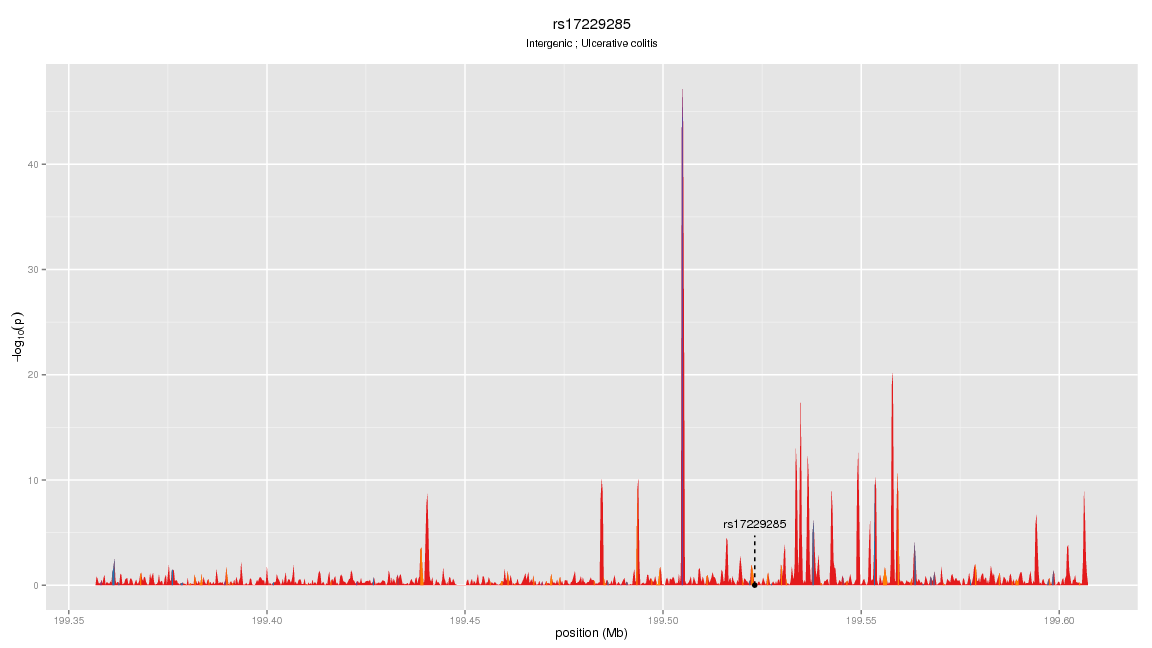 rs17229285
Intergenic ; Ulcerative colitis
−log10(p)
40
30
20
10
0
rs17229285
199.35 199.40 199.45 199.50 199.55 199.60
position (Mb)